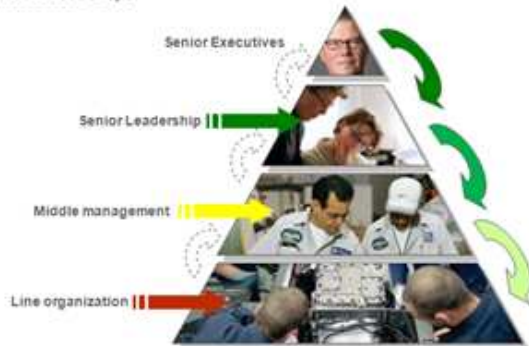 Senior Executives
Senior Leadership
Middle management
Line organization